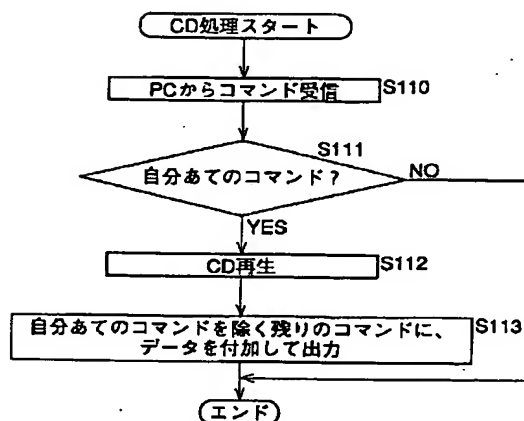 CD処理スタート
PCからコマンド受信
S110
S111
自分あてのコマンド?
NO
YES
CD再生
S112
自分あてのコマンドを除く残りのコマンドに、
データを付加して出力
S113
エンド